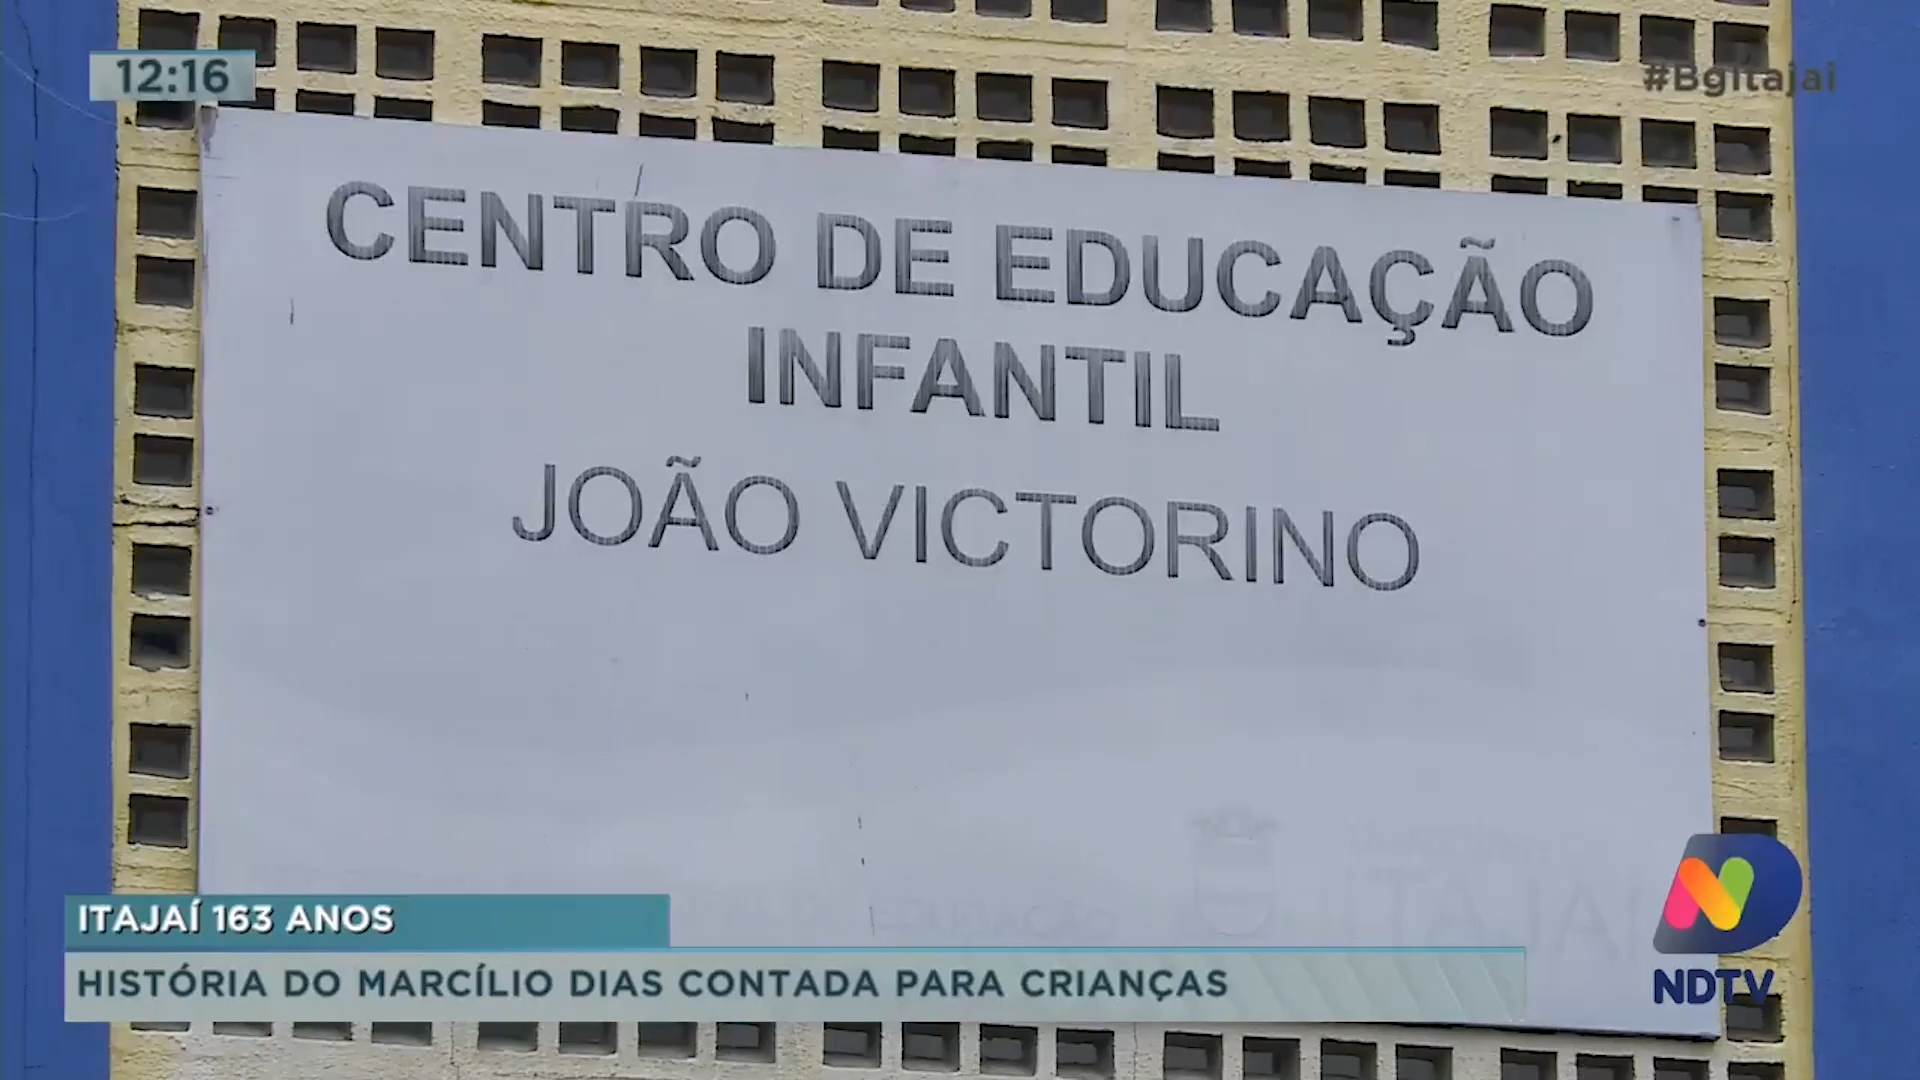 12:16
#BgItajaí
CENTRO DE EDUCAÇÃO
INFANTIL
JOÃO VICTORINO
ITAJAÍ 163 ANOS
HISTÓRIA DO MARCÍLIO DIAS CONTADA PARA CRIANÇAS
NDTV